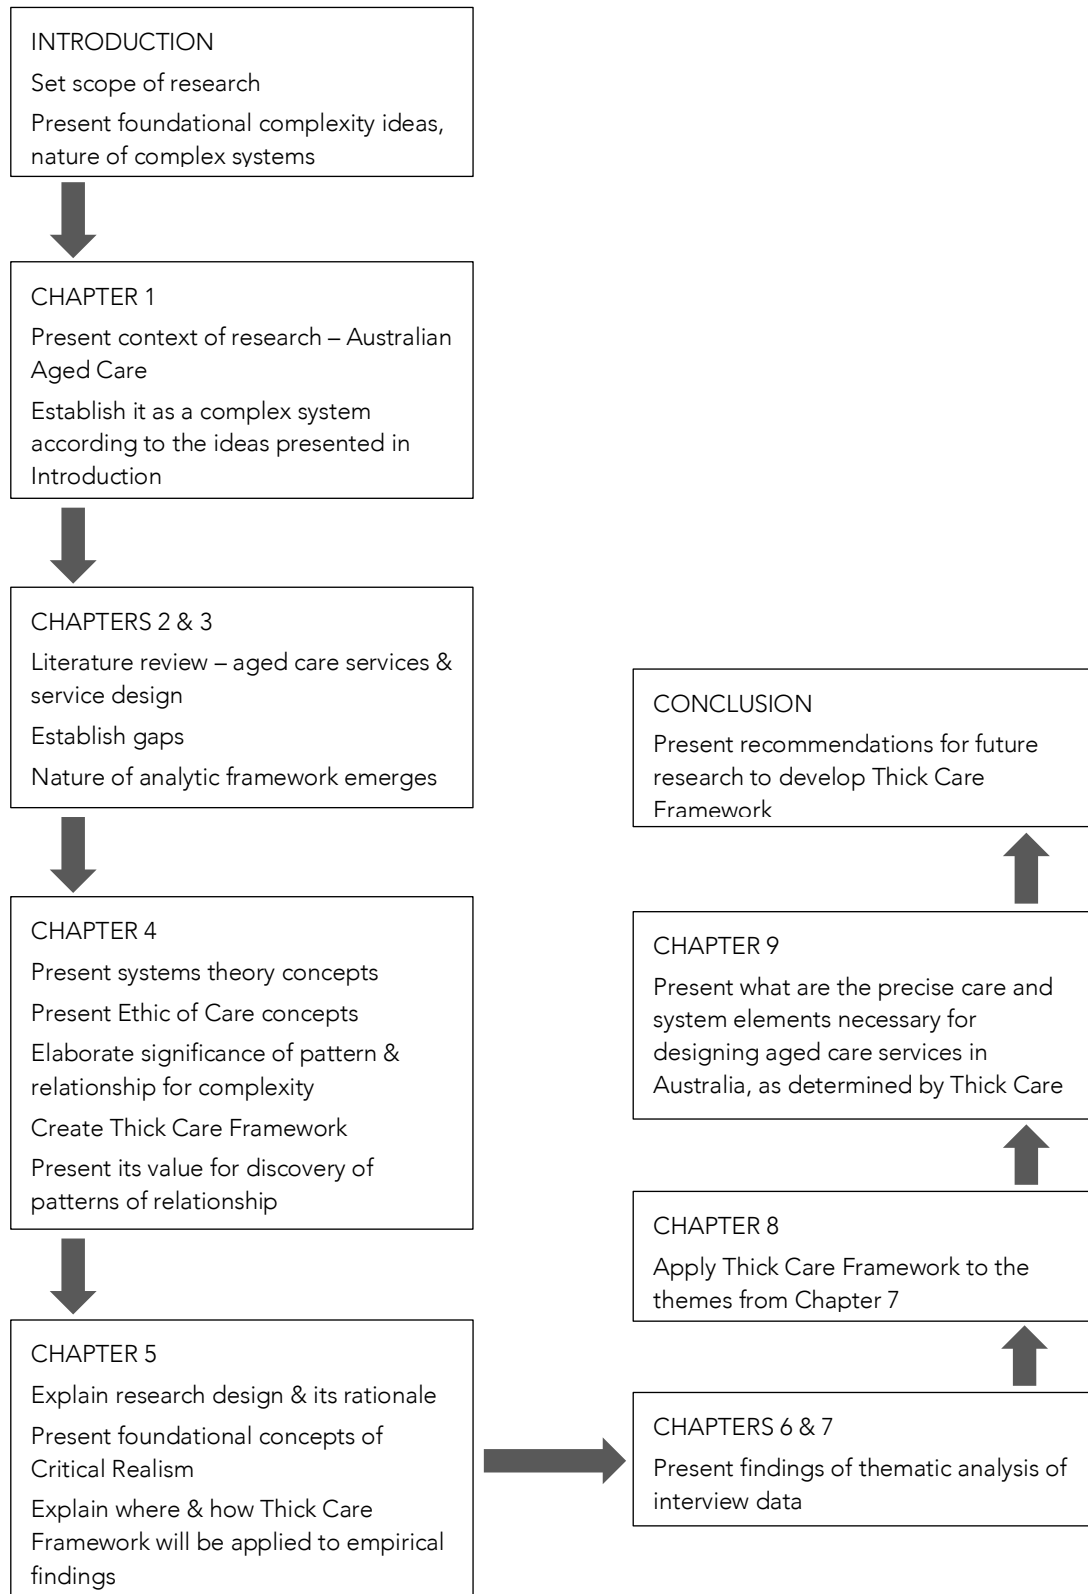 INTRODUCTION
Set scope of research
Present foundational complexity ideas,
nature of complex systems
CHAPTER 1
Present context of research – Australian
Aged Care
Establish it as a complex system
according to the ideas presented in
Introduction
CHAPTERS 2 & 3
Literature review – aged care services &
service design
Establish gaps
Nature of analytic framework emerges
CHAPTER 4
Present systems theory concepts
Present Ethic of Care concepts
Elaborate significance of pattern &
relationship for complexity
Create Thick Care Framework
Present its value for discovery of
patterns of relationship
CHAPTER 5
Explain research design & its rationale
Present foundational concepts of
Critical Realism
Explain where & how Thick Care
Framework will be applied to empirical
findings
CHAPTERS 6 & 7
Present findings of thematic analysis of
interview data
CHAPTER 8
Apply Thick Care Framework to the
themes from Chapter 7
CHAPTER 9
Present what are the precise care and
system elements necessary for
designing aged care services in
Australia, as determined by Thick Care
CONCLUSION
Present recommendations for future
research to develop Thick Care
Framework